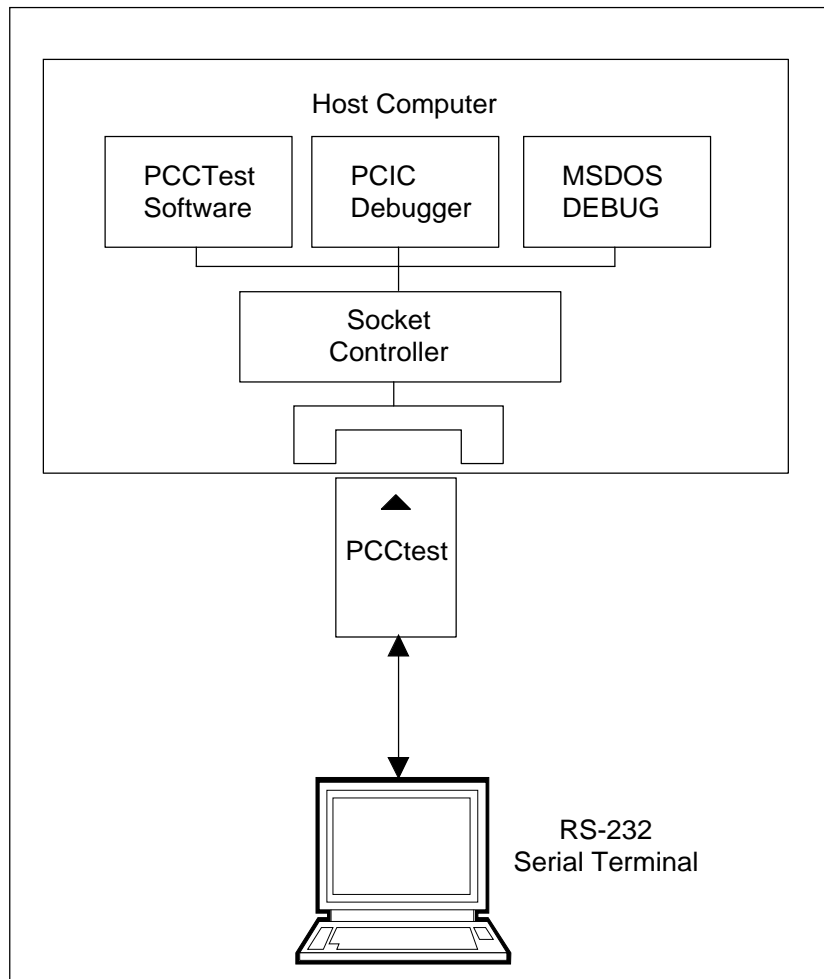 Host Computer
PCCTest
Software
PCIC
Debugger
MSDOS
DEBUG
Socket
Controller
PCCtest
RS-232
Serial Terminal